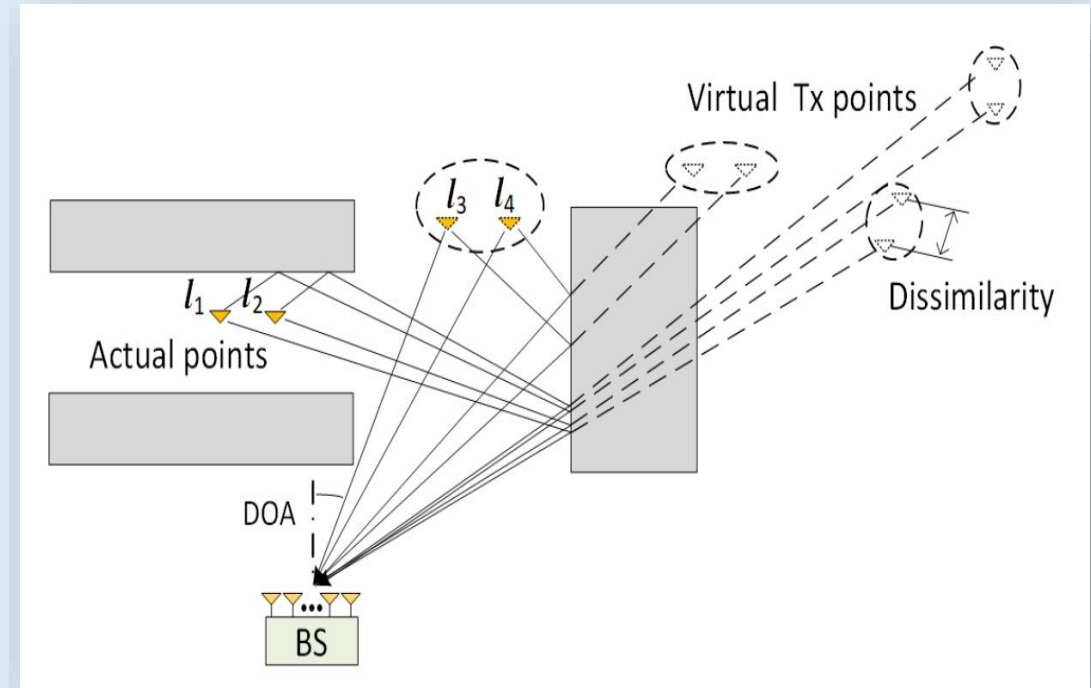 Virtual Tx points
l3 l4
l1 l2
Dissimilarity
Actual points
DOA
BS